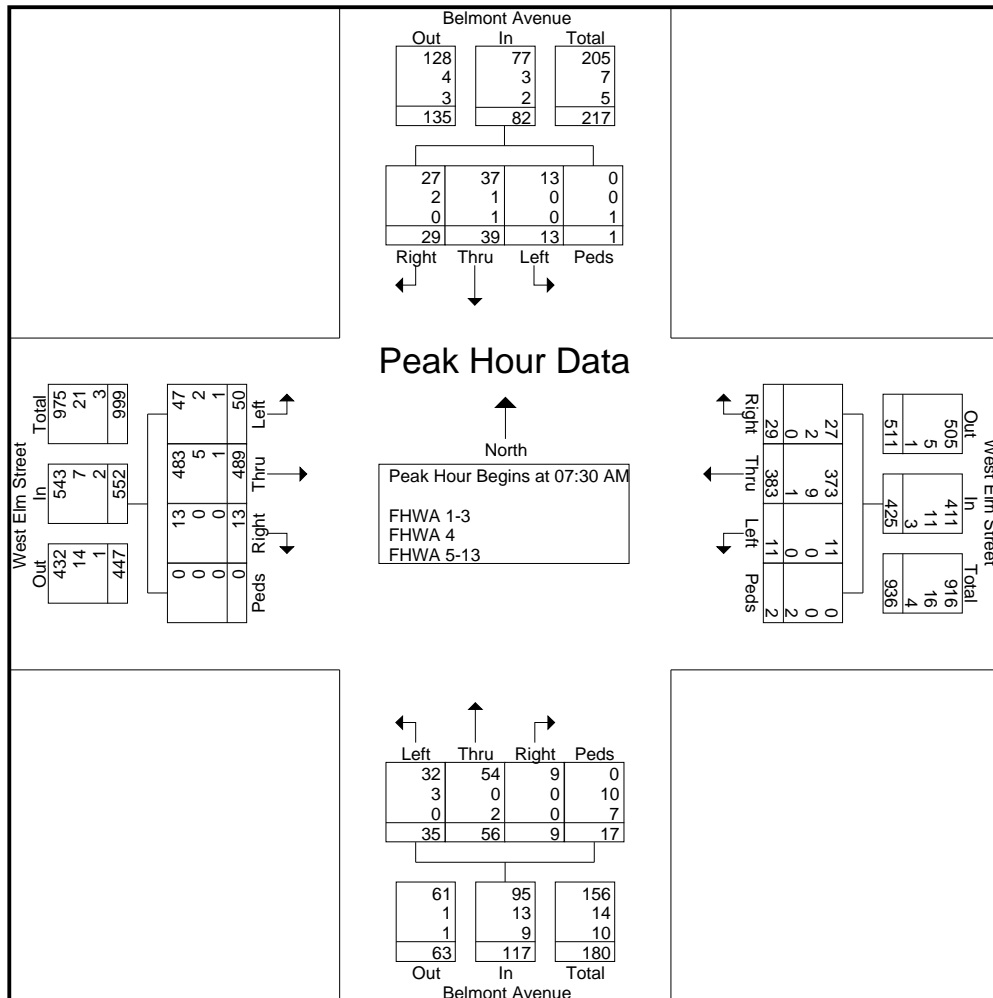 Belmont Avenue
Out In Total
128 77 205
4 3 7
3 2 5
135 82 217
27 37 13 0
2 1 0 0
0 1 0 1
29 39 13 1
Right Thru Left Peds
Peak Hour Data
West Elm Street
Total
975
21
3
999
In
543
7
2
552
Out
432
14
1
447
47
2
1
50
Left
483
5
1
489
Thru
13
0
0
13
Right
0
0
0
0
Peds
North
Peak Hour Begins at 07:30 AM
FHWA 1-3
FHWA 4
FHWA 5-13
Right
27
2
0
29
Thru
373
9
1
383
Left
11
0
0
11
Peds
0
0
2
2
Out
505
5
1
511
In
411
11
3
425
Total
916
16
4
936
West Elm Street
Left Thru Right Peds
32 54 9 0
3 0 0 10
0 2 0 7
35 56 9 17
61 95 156
1 13 14
1 9 10
63 117 180
Out In Total
Belmont Avenue